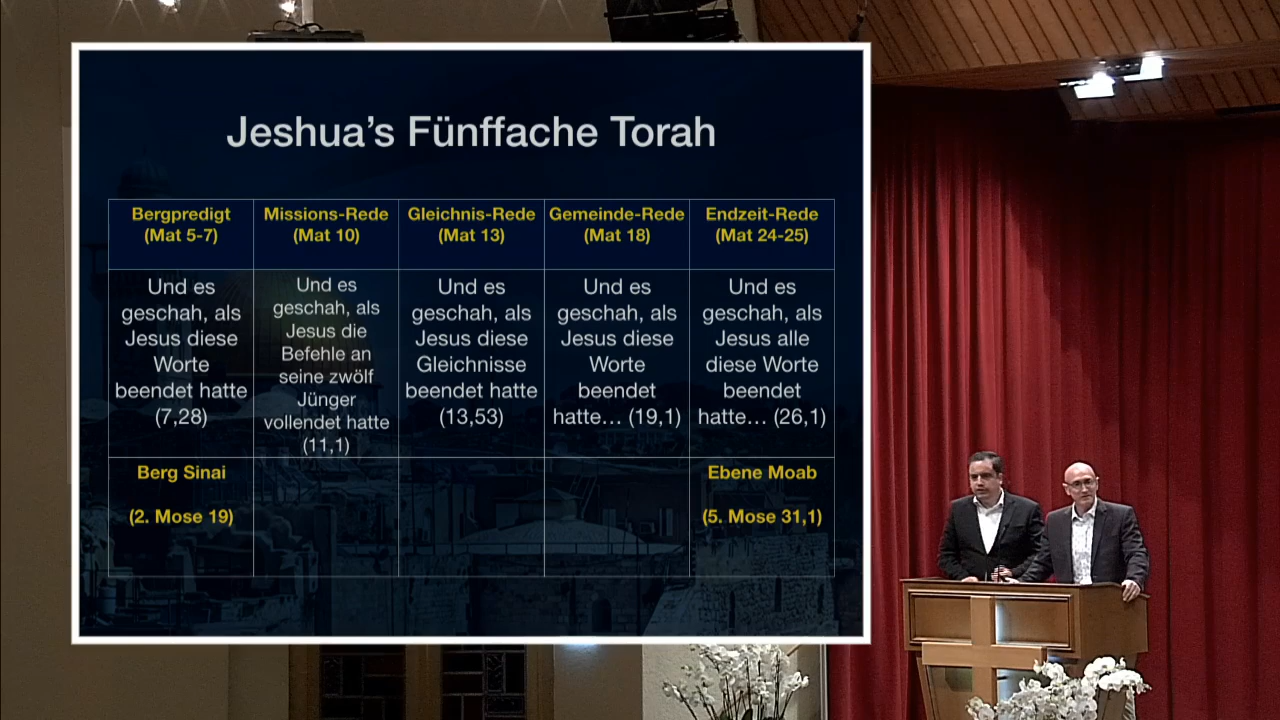 Jeshua's Fünffache Torah
Bergpredigt
(Mat 5-7)
Missions-Rede
(Mat 10)
Gleichnis-Rede
(Mat 13)
Gemeinde-Rede
(Mat 18)
Endzeit-Rede
(Mat 24-25)
Und es
geschah, als
Jesus diese
Worte
beendet hatte
(7,28)
Und es
geschah, als
Jesus die
Befehle an
seine zwölf
Jünger
vollendet hatte
(11,1)
Und es
geschah, als
Jesus diese
Gleichnisse
beendet hatte
(13,53)
Und es
geschah, als
Jesus diese
Worte
beendet
hatte… (19,1)
Und es
geschah, als
Jesus alle
diese Worte
beendet
hatte… (26,1)
Berg Sinai
(2. Mose 19)
Ebene Moab
(5. Mose 31,1)